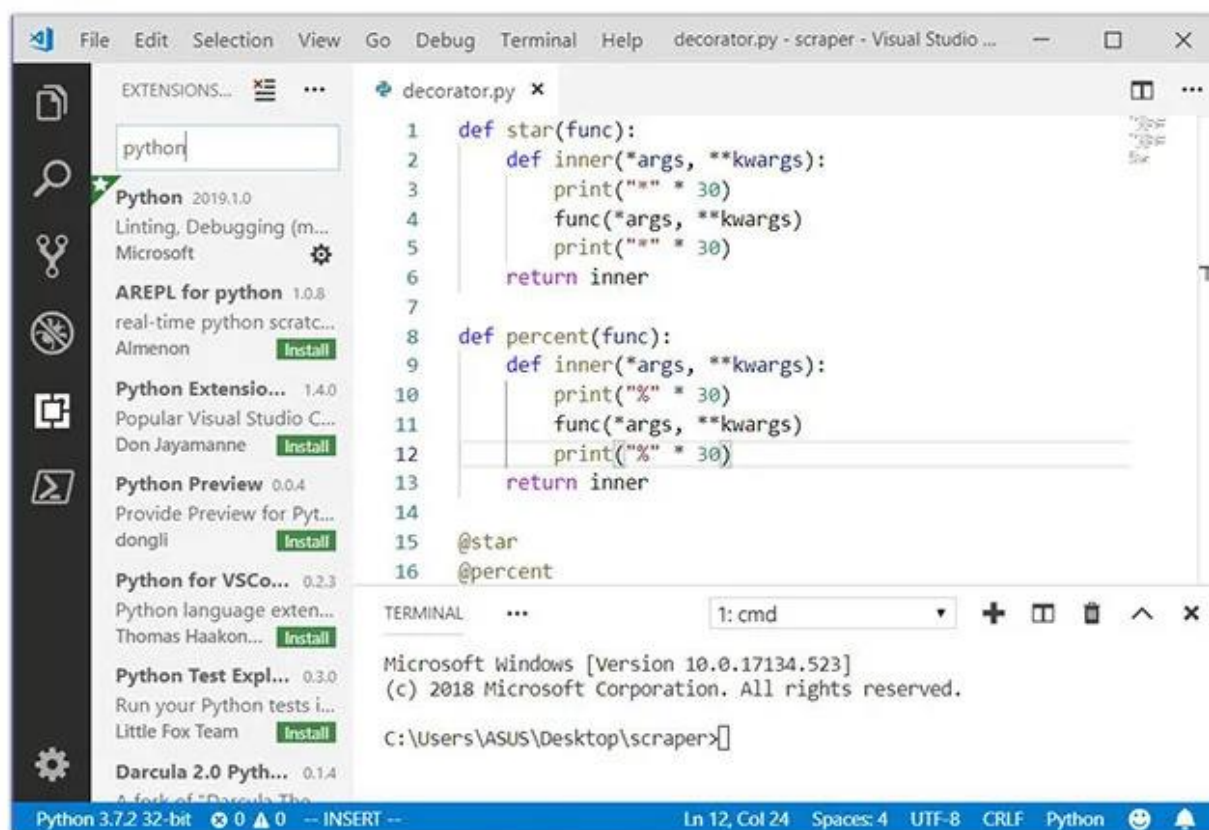 File Edit Selection View Go Debug Terminal Help decorator.py - scraper - Visual Studio ...
EXTENSIONS...
python
Python 2019.1.0
Linting, Debugging (m...
Microsoft
AREPL for python 1.0.8
real-time python scratc...
Almenon Install
Python Extensio... 1.4.0
Popular Visual Studio C...
Don Jayamanne Install
Python Preview 0.0.4
Provide Preview for Pyt...
dongli Install
Python for VSCo... 0.2.3
Python language exten...
Thomas Haakon... Install
Python Test Expl... 0.3.0
Run your Python tests i...
Little Fox Team Install
Darcula 2.0 Pyth... 0.1.4
A fork of "Darcula The
decorator.py
1 def star(func):
2     def inner(*args, **kwargs):
3         print("*" * 30)
4         func(*args, **kwargs)
5         print("*" * 30)
6     return inner
7
8 def percent(func):
9     def inner(*args, **kwargs):
10         print("%" * 30)
11         func(*args, **kwargs)
12         print("%" * 30)
13     return inner
14
15 @star
16 @percent
TERMINAL ... 1: cmd
Microsoft Windows [Version 10.0.17134.523]
(c) 2018 Microsoft Corporation. All rights reserved.
C:\Users\ASUS\Desktop\scraper>
Python 3.7.2 32-bit 0 0 -- INSERT -- Ln 12, Col 24 Spaces: 4 UTF-8 CRLF Python